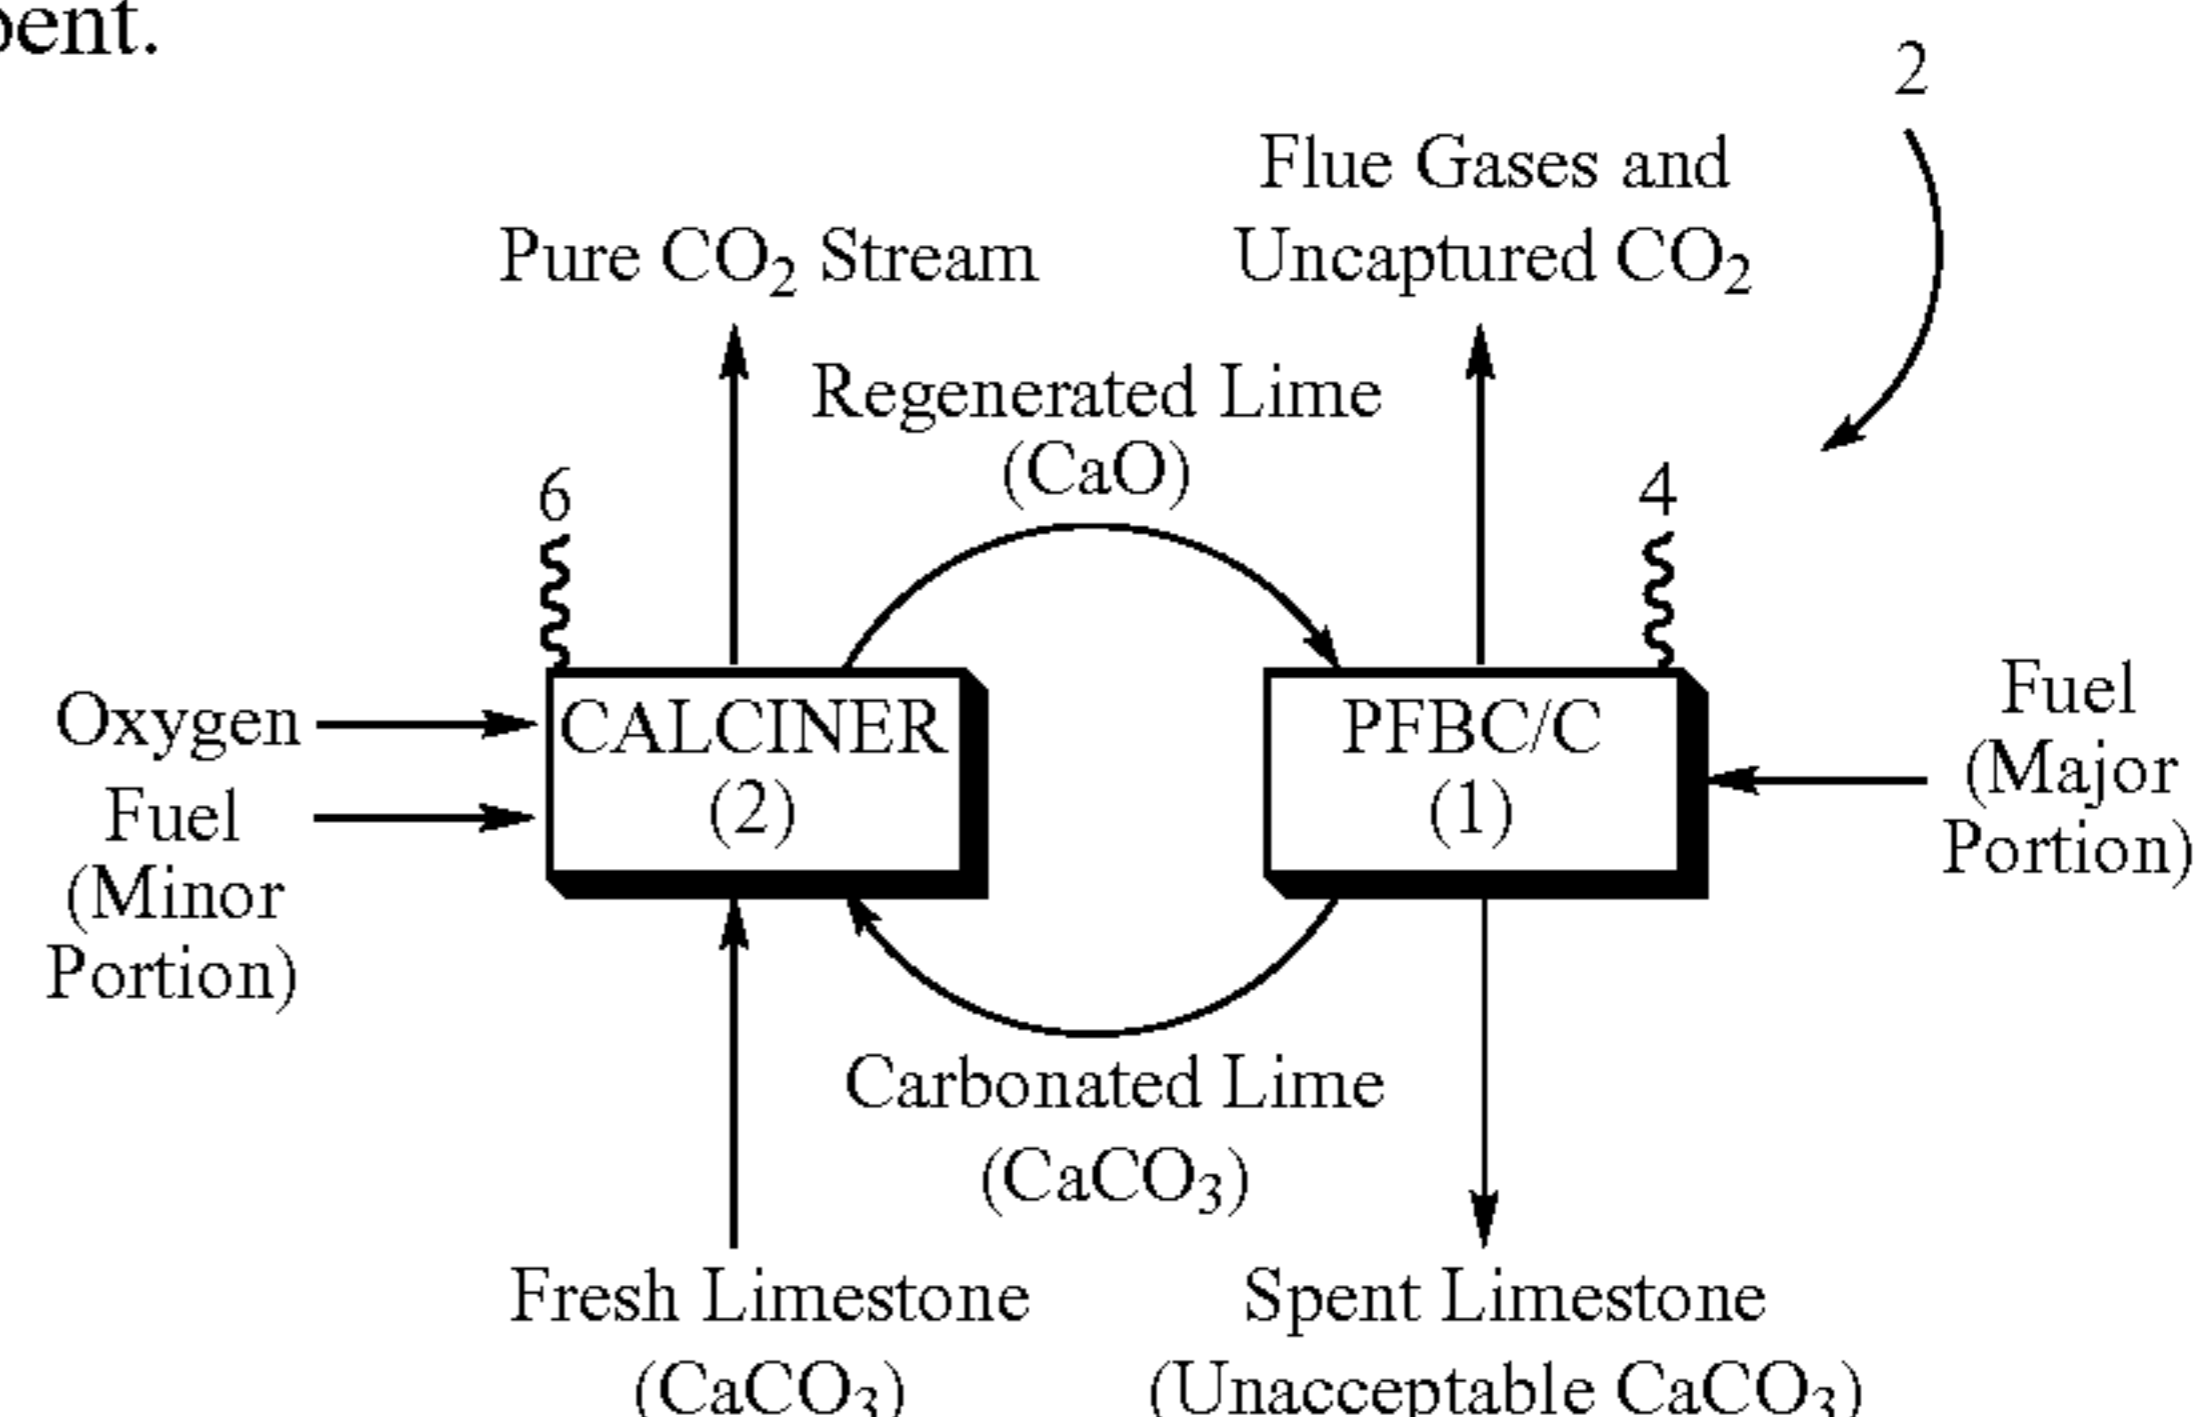 2
Flue Gases and
Uncaptured CO₂
Pure CO₂ Stream
Regenerated Lime
(CaO)
6
4
Oxygen
CALCINER
(2)
PFBC/C
(1)
Fuel
(Minor
Portion)
Fuel
(Major
Portion)
Carbonated Lime
(CaCO₃)
Fresh Limestone
(CaCO₃)
Spent Limestone
(Unacceptable CaCO₃)